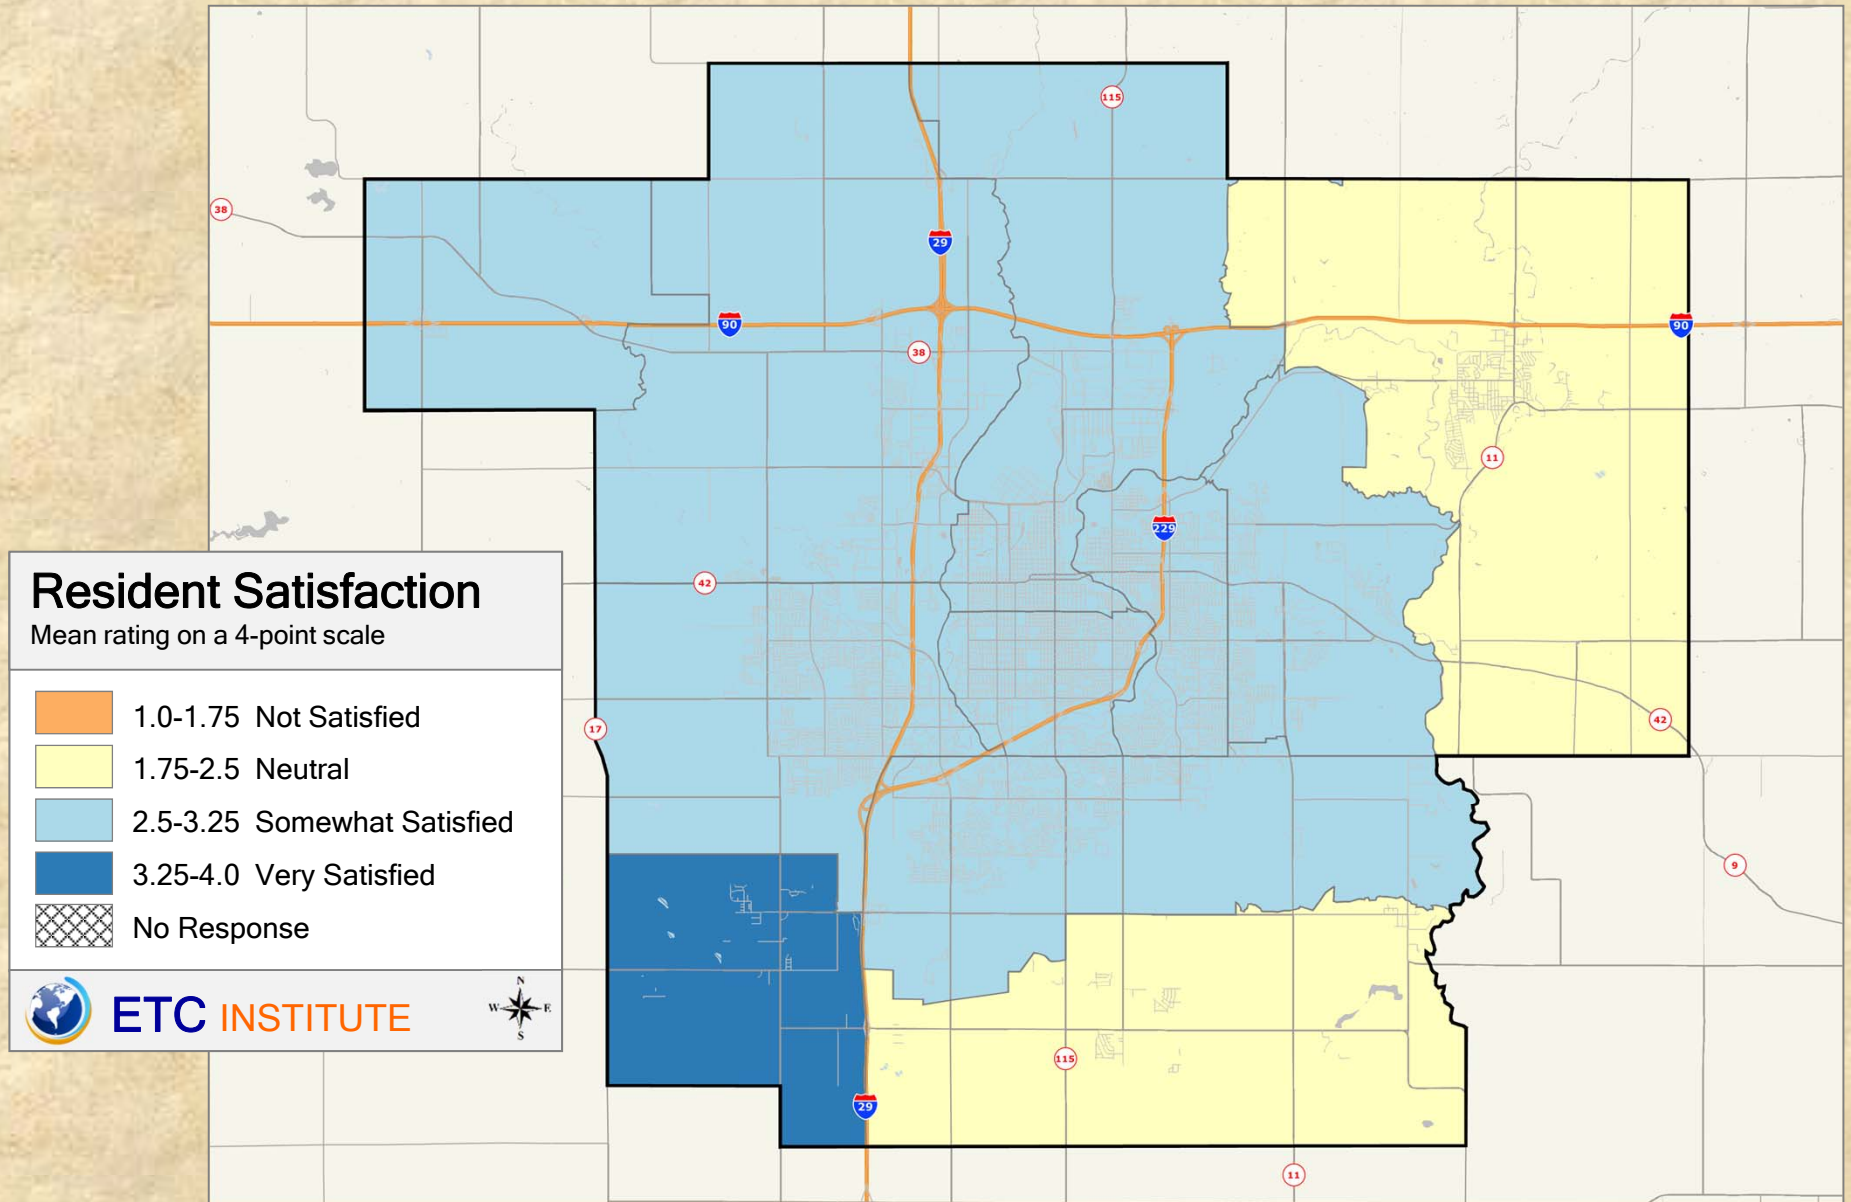 115
38
29
90
90
38
11
229
42
Resident Satisfaction
Mean rating on a 4-point scale
1.0-1.75 Not Satisfied
1.75-2.5 Neutral
2.5-3.25 Somewhat Satisfied
3.25-4.0 Very Satisfied
No Response
ETC INSTITUTE
N
W E
S
17
42
9
115
29
11